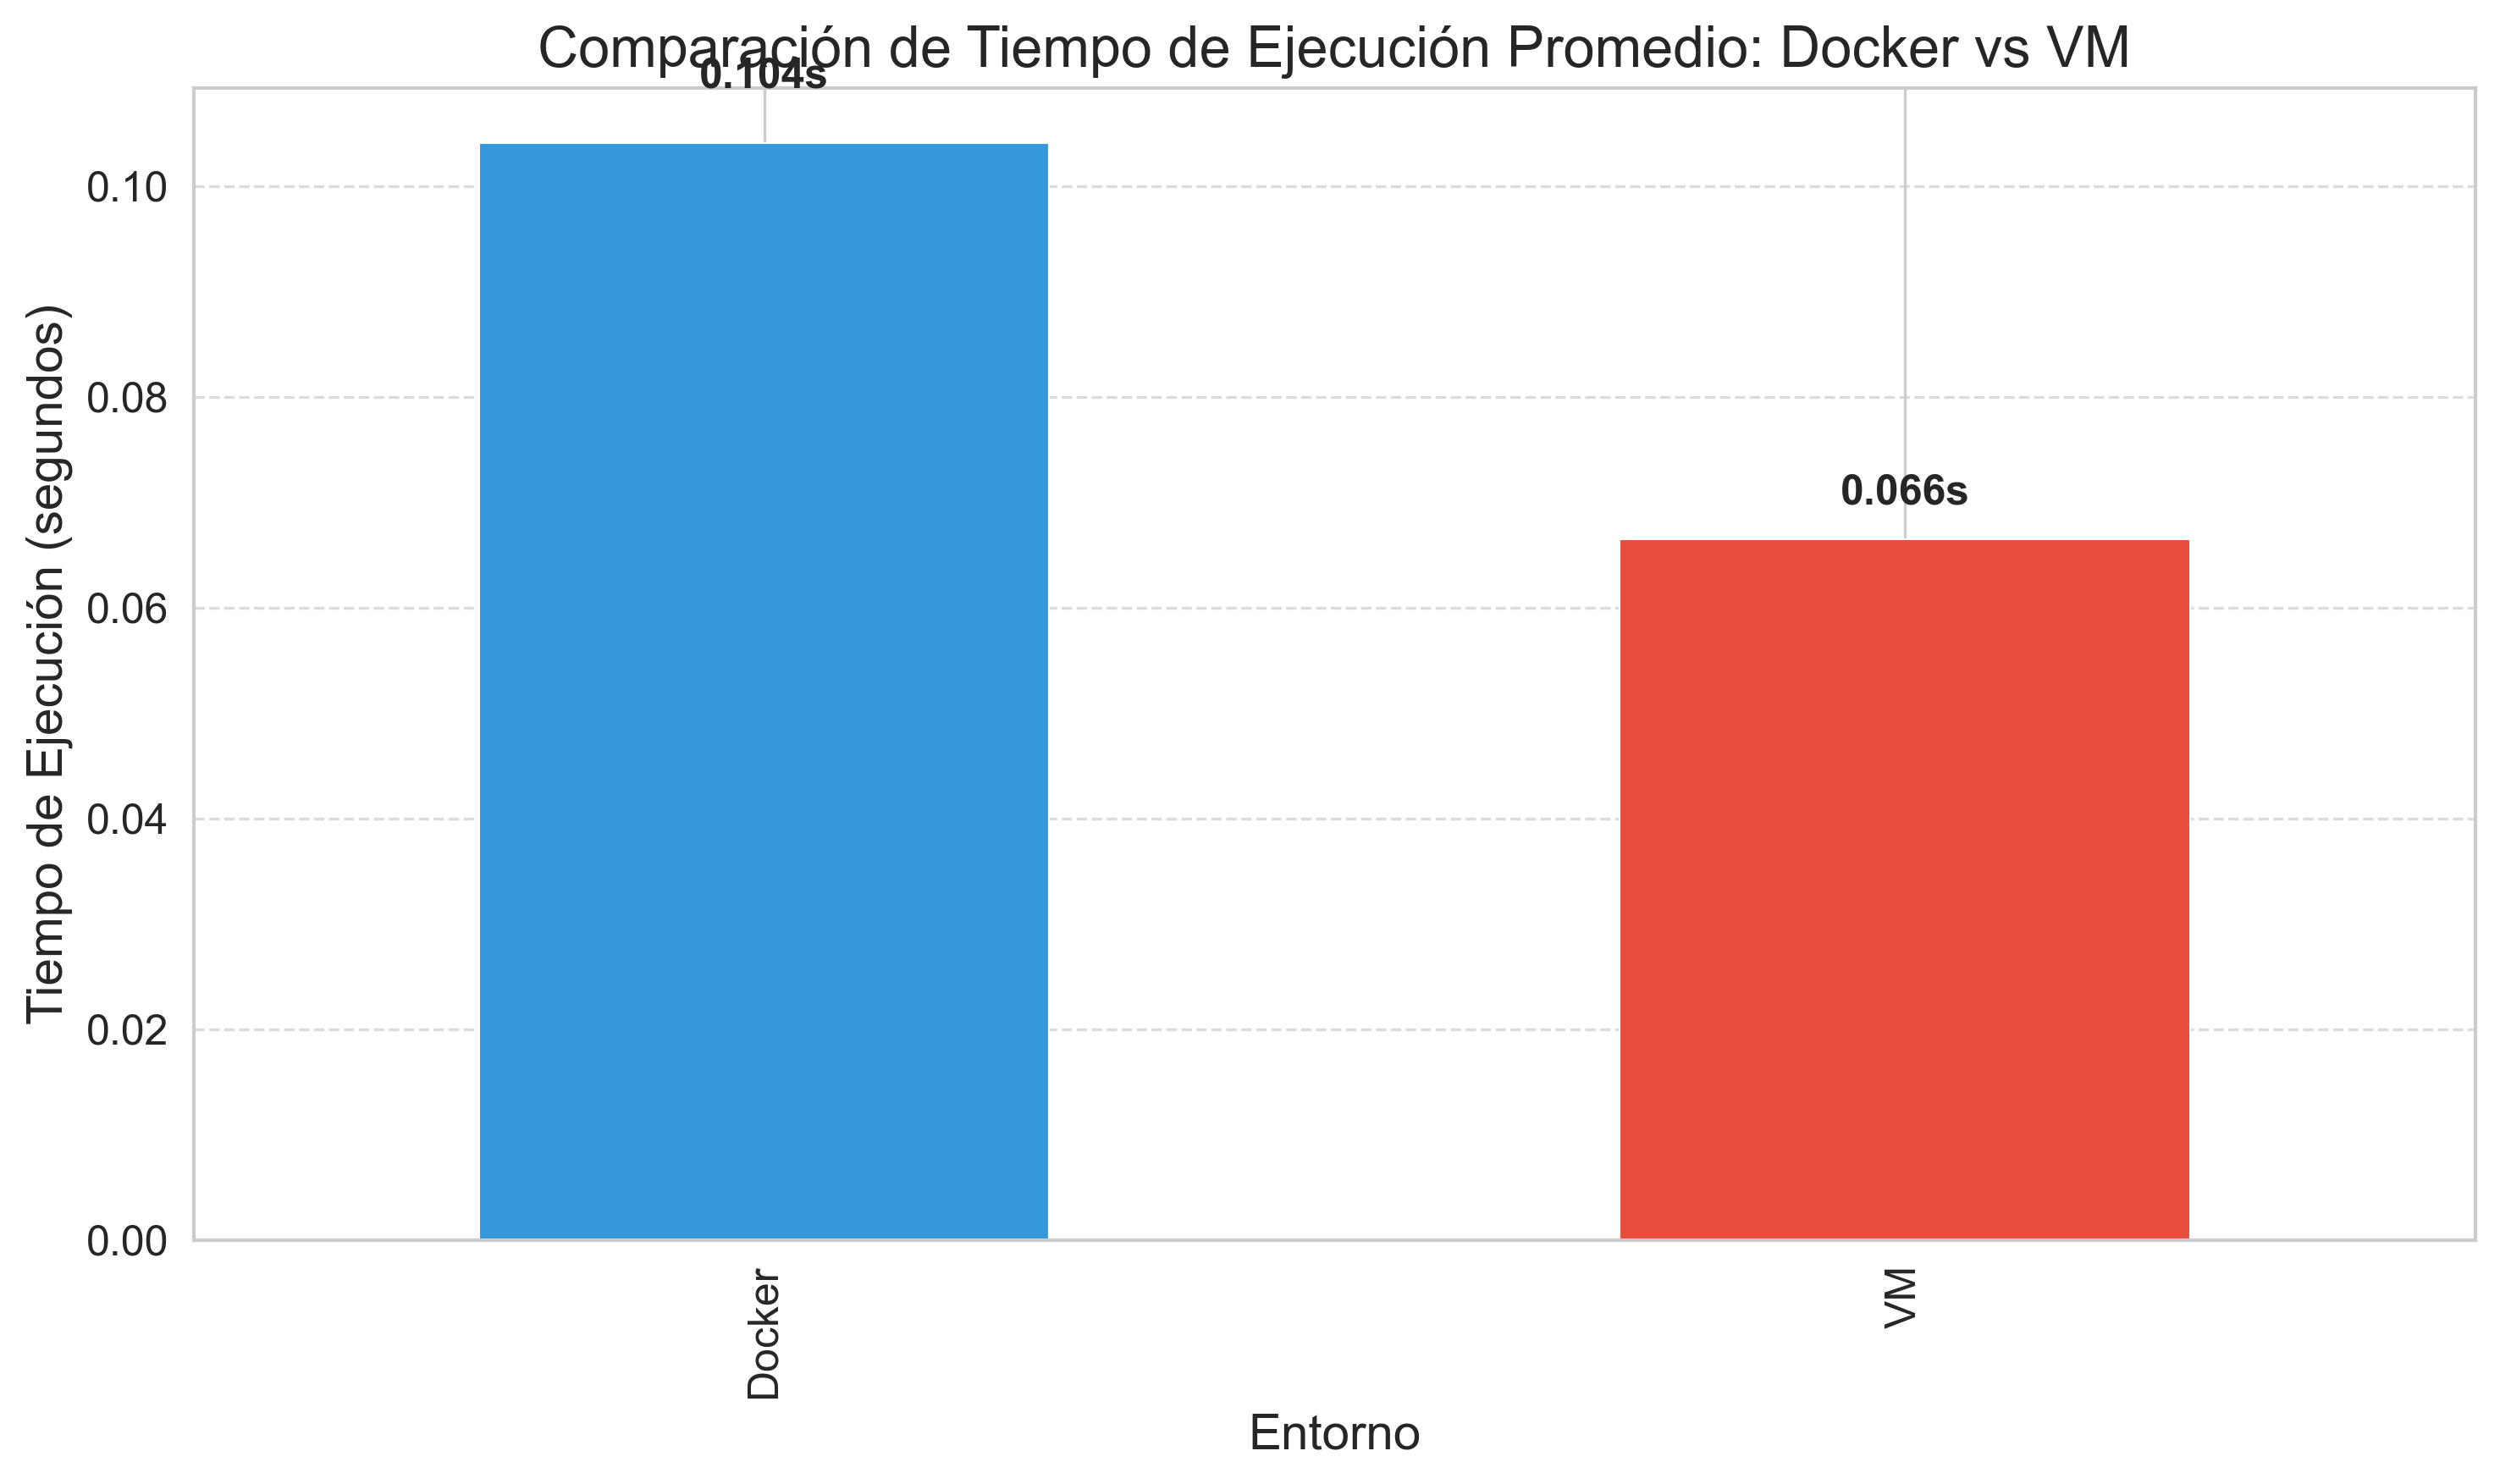 Comparación de Tiempo de Ejecución Promedio: Docker vs VM
0.104s
Tiempo de Ejecución (segundos)
0.10
0.08
0.06
0.04
0.02
0.00
0.066s
Docker
VM
Entorno